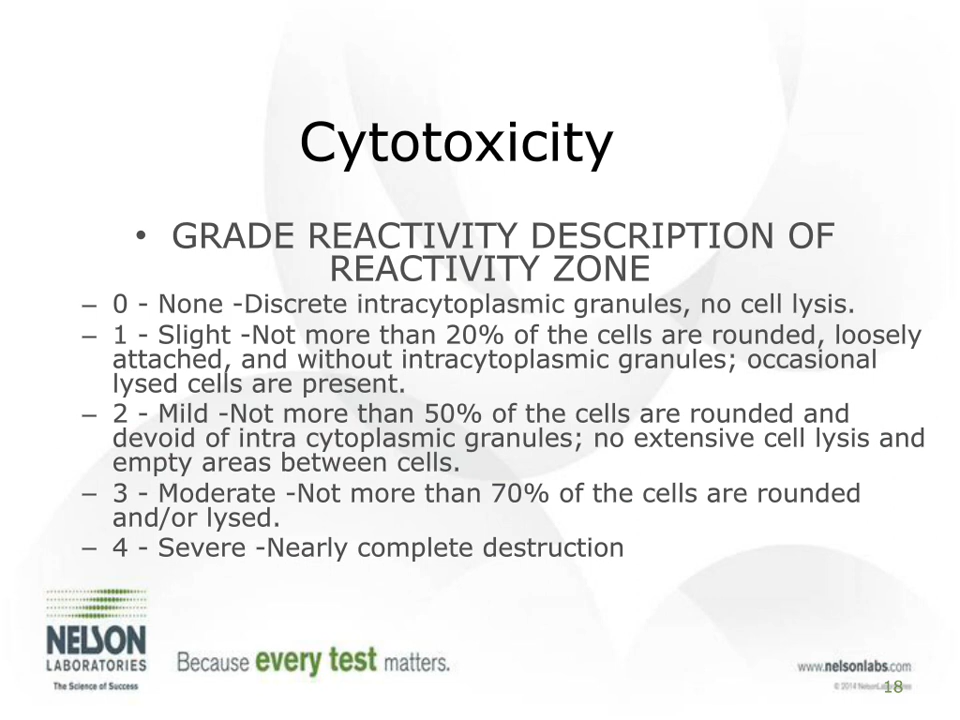 Cytotoxicity
• GRADE REACTIVITY DESCRIPTION OF
REACTIVITY ZONE
– 0 - None -Discrete intracytoplasmic granules, no cell lysis.
– 1 - Slight -Not more than 20% of the cells are rounded, loosely
attached, and without intracytoplasmic granules; occasional
lysed cells are present.
– 2 - Mild -Not more than 50% of the cells are rounded and
devoid of intra cytoplasmic granules; no extensive cell lysis and
empty areas between cells.
– 3 - Moderate -Not more than 70% of the cells are rounded
and/or lysed.
– 4 - Severe -Nearly complete destruction
NELSON
LABORATORIES
The Science of Success
Because every test matters.
www.nelsonlabs.com
© 2014 NelsonLaboratories
18